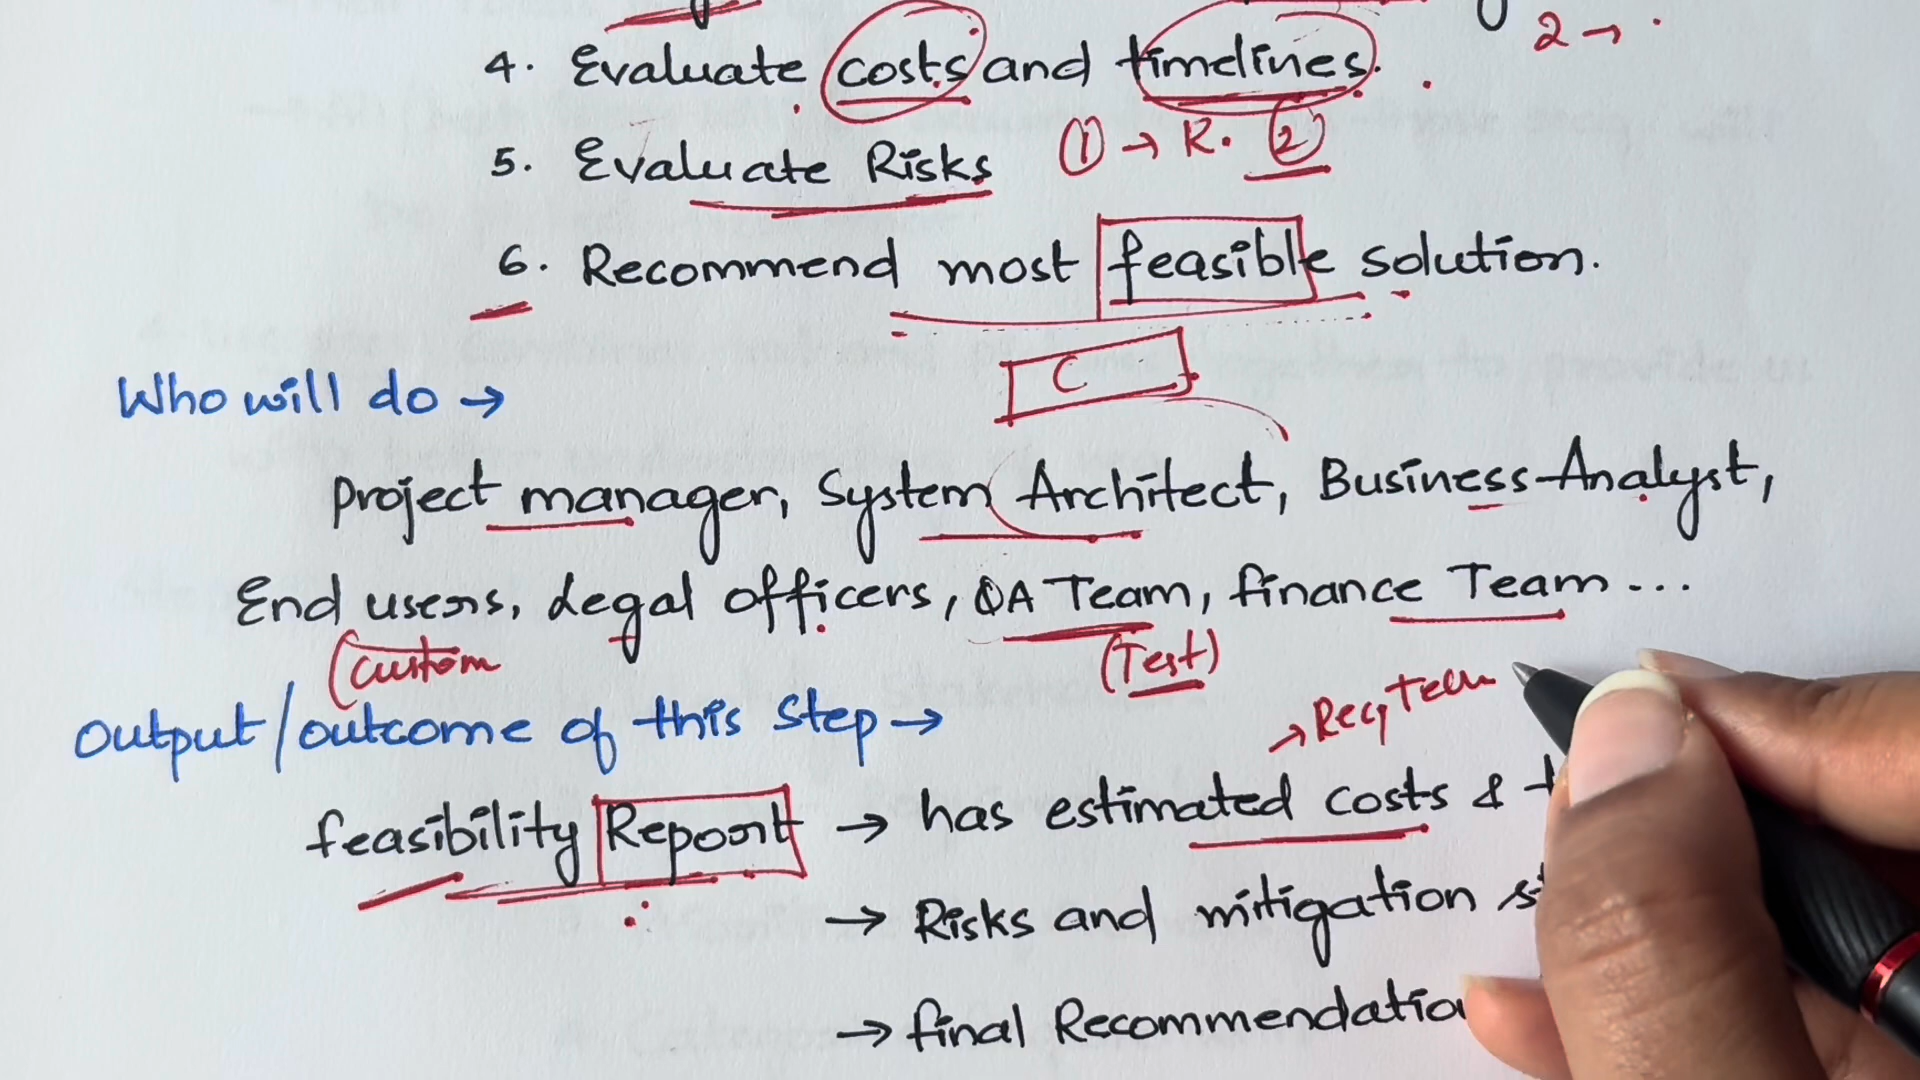 2 →
4. Evaluate costs and timelines.
5. Evaluate Risks ① → R. ②
6. Recommend most feasible solution.
C
Who will do →
Project manager, System Architect, Business Analyst,
End users, Legal officers, QA Team, finance Team ...
(custom (Test)
→ Req Team
Output/outcome of this step →
feasibility Report → has estimated costs & t
→ Risks and mitigation s
→ final Recommendatio